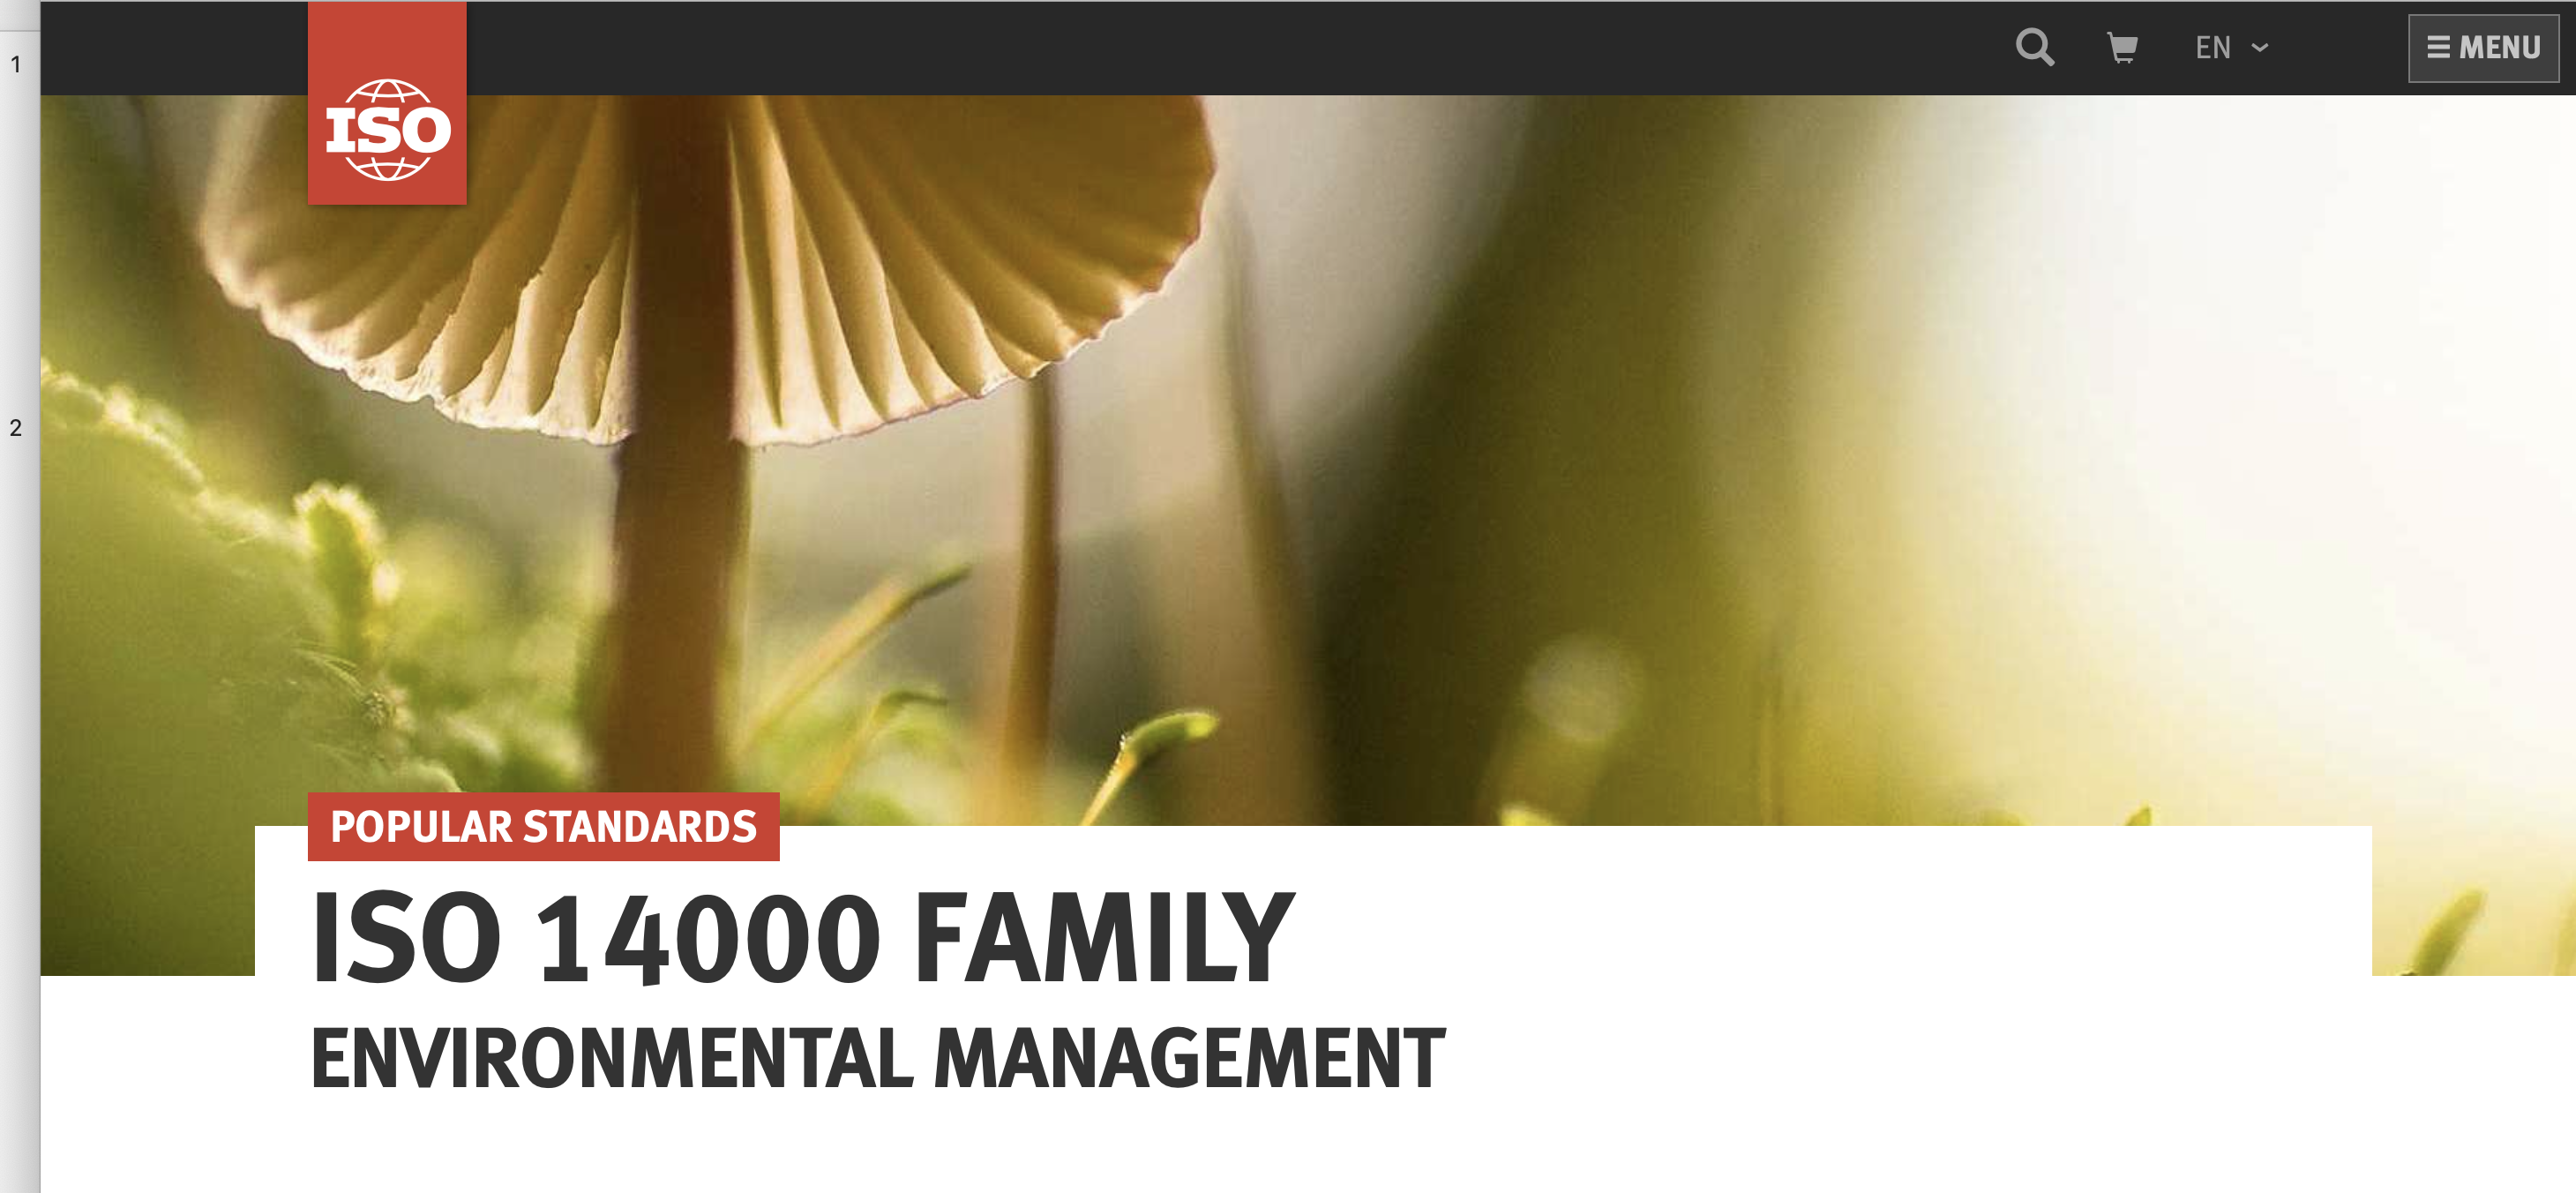 1
2
ISO
EN
MENU
POPULAR STANDARDS
ISO 14000 FAMILY
ENVIRONMENTAL MANAGEMENT